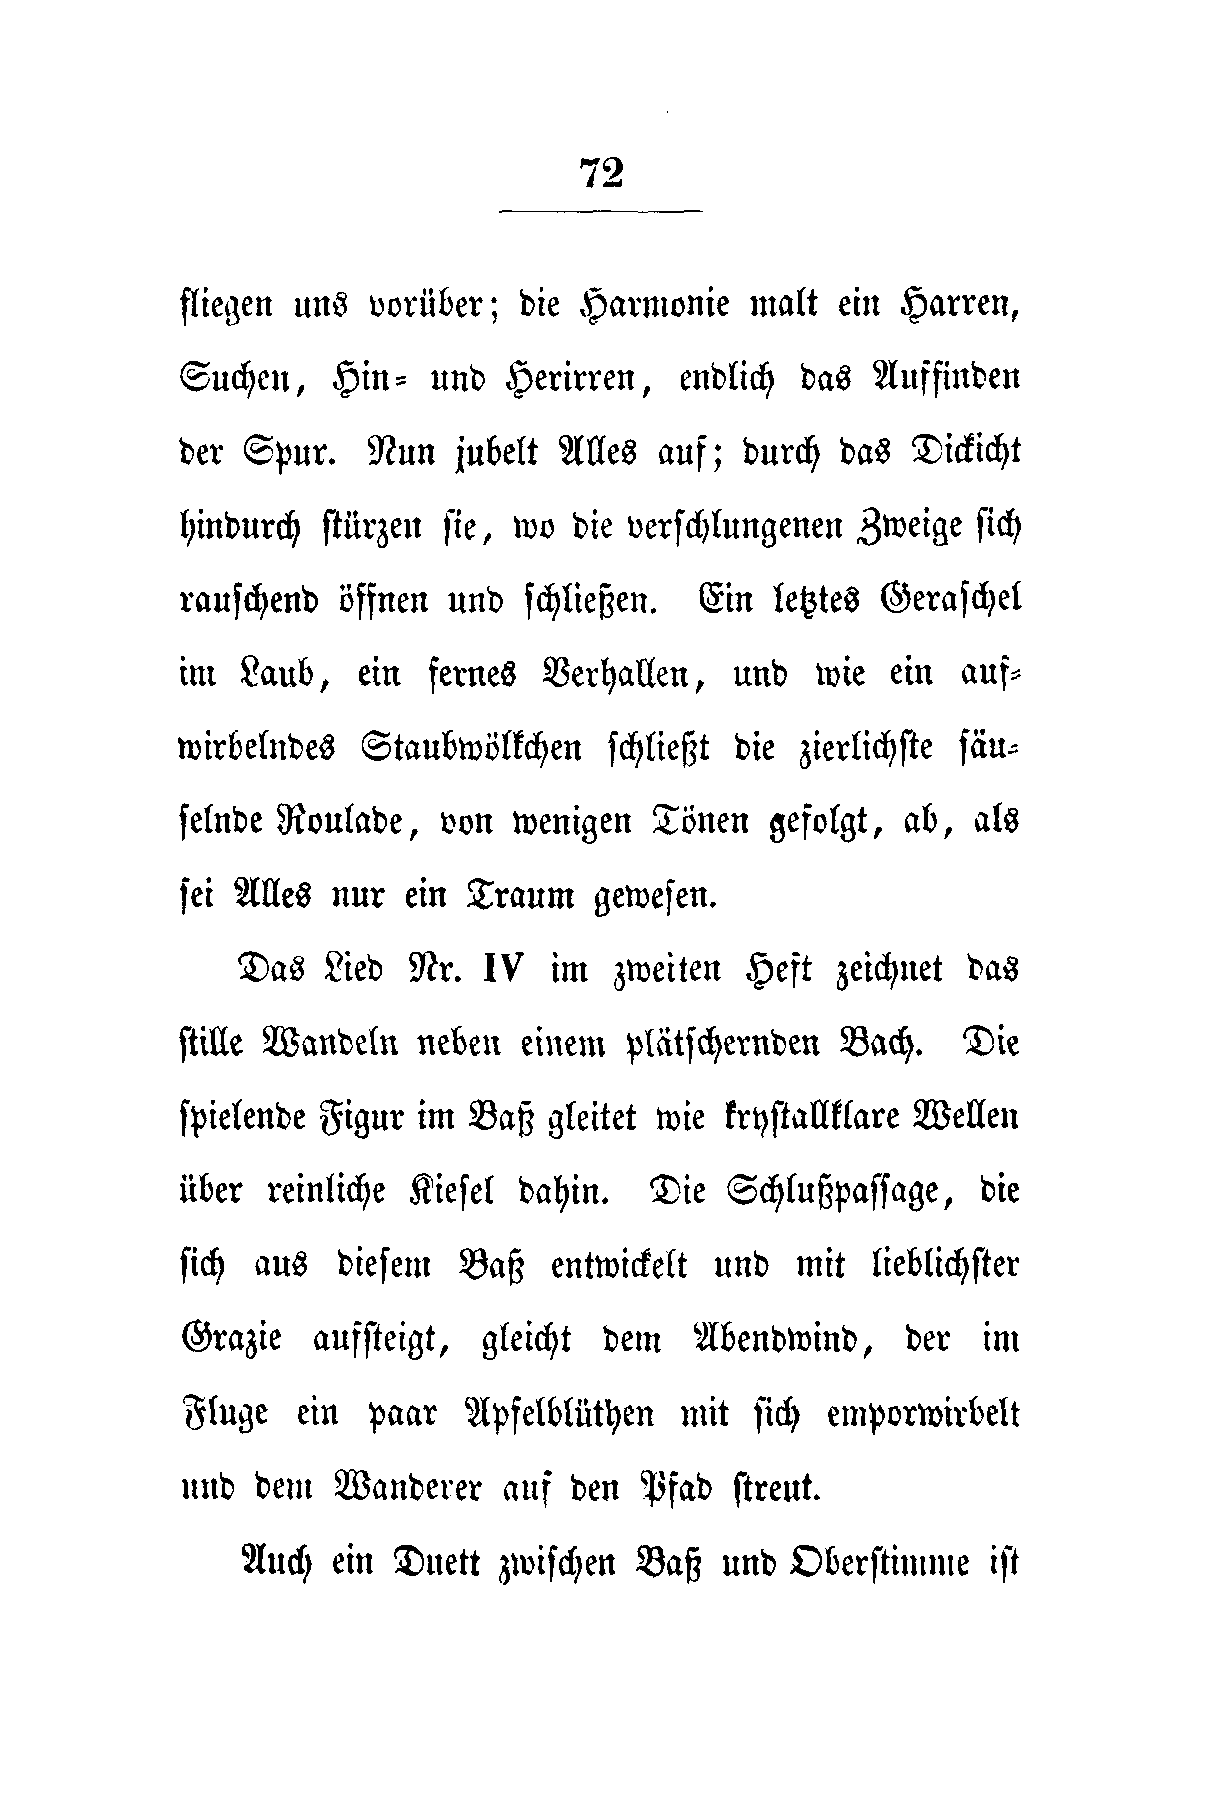 72
fliegen uns vorüber; die Harmonie malt ein Harren,
Suchen, Hin- und Herirren, endlich das Auffinden
der Spur. Nun jubelt Alles auf; durch das Dickicht
hindurch stürzen sie, wo die verschlungenen Zweige sich
rauschend öffnen und schließen. Ein letztes Geraschel
im Laub, ein fernes Verhallen, und wie ein auf-
wirbelndes Staubwölkchen schließt die zierlichste säu-
selnde Roulade, von wenigen Tönen gefolgt, ab, als
sei Alles nur ein Traum gewesen.
Das Lied Nr. IV im zweiten Heft zeichnet das
stille Wandeln neben einem plätschernden Bach. Die
spielende Figur im Baß gleitet wie krystallklare Wellen
über reinliche Kiesel dahin. Die Schlußpassage, die
sich aus diesem Baß entwickelt und mit lieblichster
Grazie aufsteigt, gleicht dem Abendwind, der im
Fluge ein paar Apfelblüthen mit sich emporwirbelt
und dem Wanderer auf den Pfad streut.
Auch ein Duett zwischen Baß und Oberstimme ist